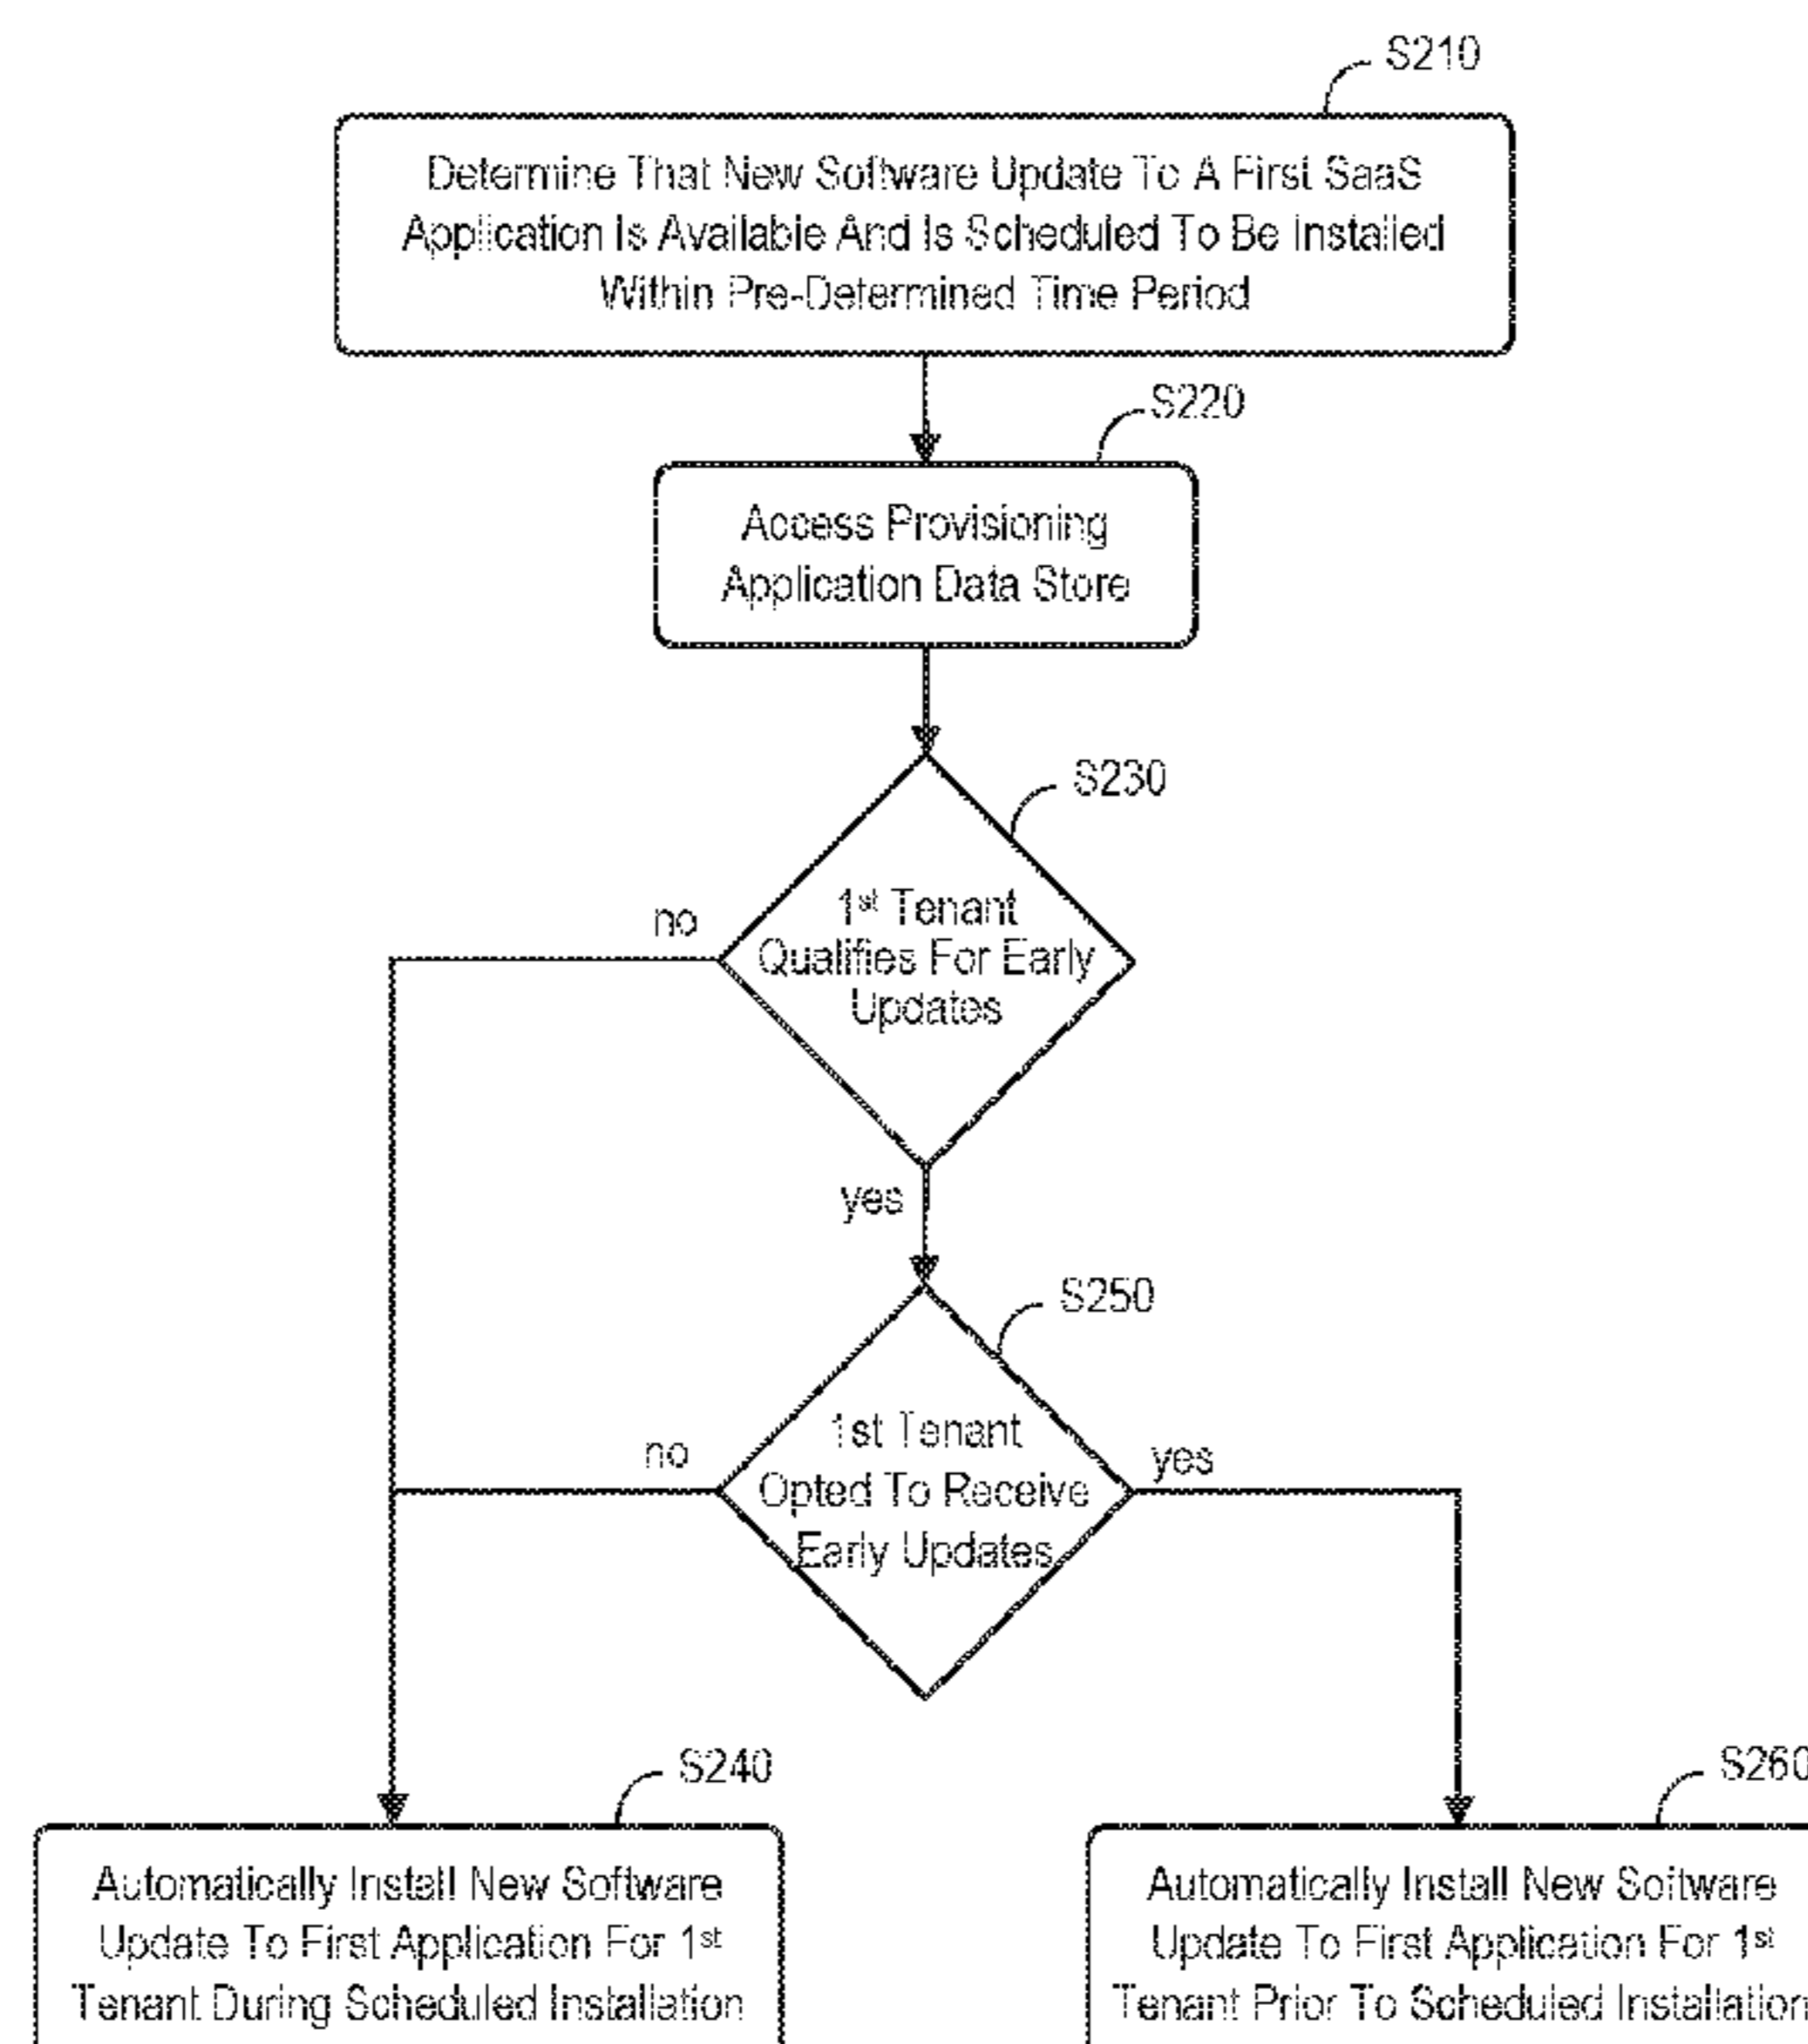 S210
Determine That New Software Update To A First SaaS
Application Is Available And Is Scheduled To Be Installed
Within Pre-Determined Time Period
S220
Access Provisioning
Application Data Store
S230
no
1st Tenant
Qualifies For Early
Updates
yes
S250
no
1st Tenant
Opted To Receive
Early Updates
yes
S240
Automatically Install New Software
Update To First Application For 1st
Tenant During Scheduled Installation
S260
Automatically Install New Software
Update To First Application For 1st
Tenant Prior To Scheduled Installation